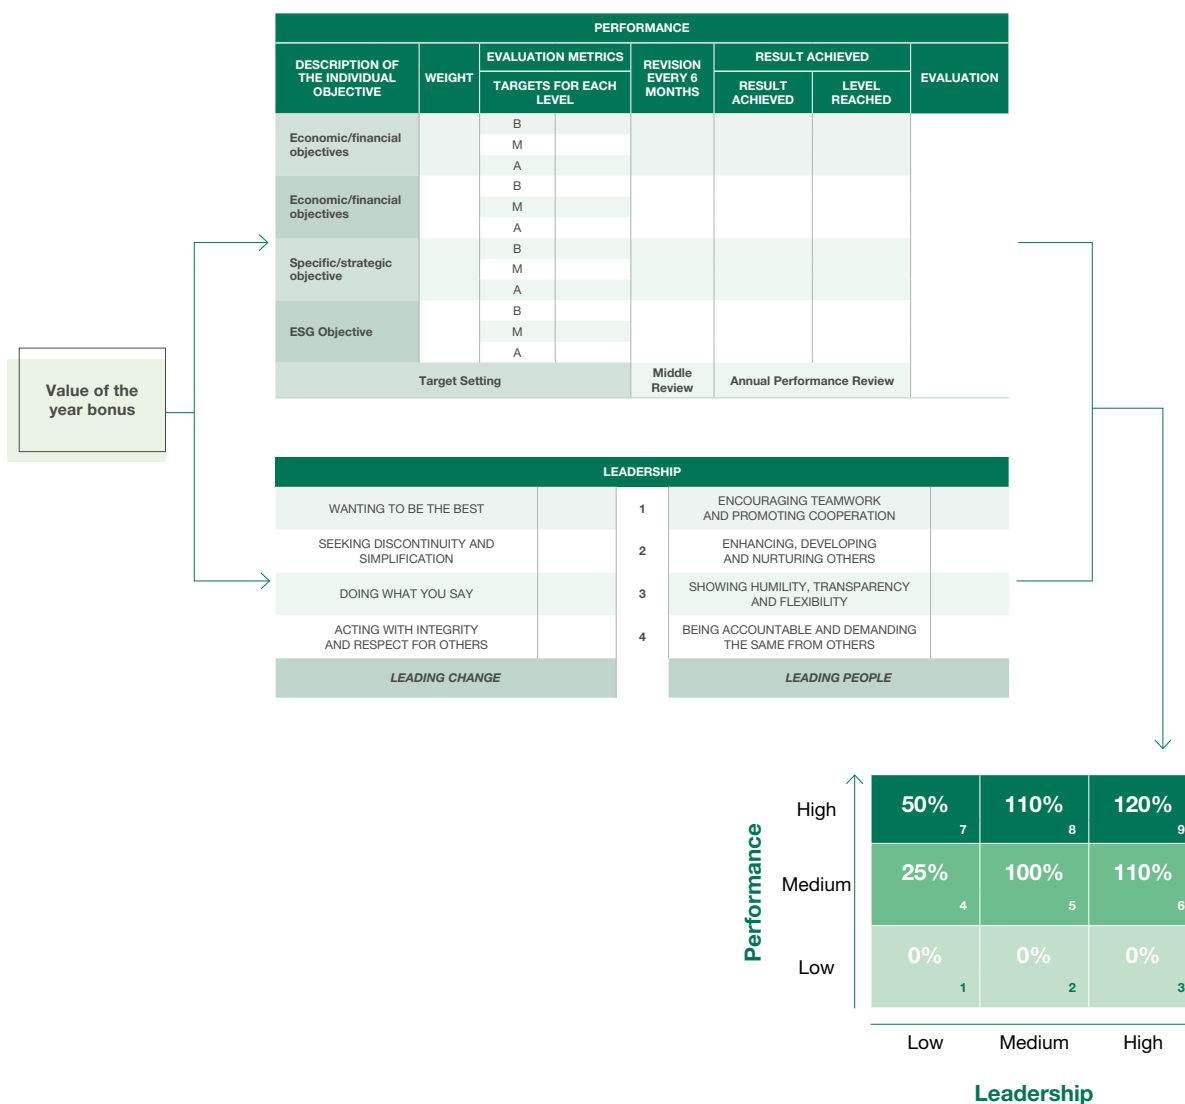 PERFORMANCE
DESCRIPTION OF
THE INDIVIDUAL
OBJECTIVE
WEIGHT
EVALUATION METRICS
TARGETS FOR EACH
LEVEL
REVISION
EVERY 6
MONTHS
RESULT ACHIEVED
RESULT
ACHIEVED
LEVEL
REACHED
EVALUATION
Economic/financial
objectives
B
M
A
Economic/financial
objectives
B
M
A
Specific/strategic
objective
B
M
A
ESG Objective
B
M
A
Target Setting
Middle
Review
Annual Performance Review
Value of the
year bonus
LEADERSHIP
WANTING TO BE THE BEST
1
ENCOURAGING TEAMWORK
AND PROMOTING COOPERATION
SEEKING DISCONTINUITY AND
SIMPLIFICATION
2
ENHANCING, DEVELOPING
AND NURTURING OTHERS
DOING WHAT YOU SAY
3
SHOWING HUMILITY, TRANSPARENCY
AND FLEXIBILITY
ACTING WITH INTEGRITY
AND RESPECT FOR OTHERS
4
BEING ACCOUNTABLE AND DEMANDING
THE SAME FROM OTHERS
LEADING CHANGE
LEADING PEOPLE
Performance
High
50%
7
110%
8
120%
9
Medium
25%
4
100%
5
110%
6
Low
0%
1
0%
2
0%
3
Low
Medium
High
Leadership